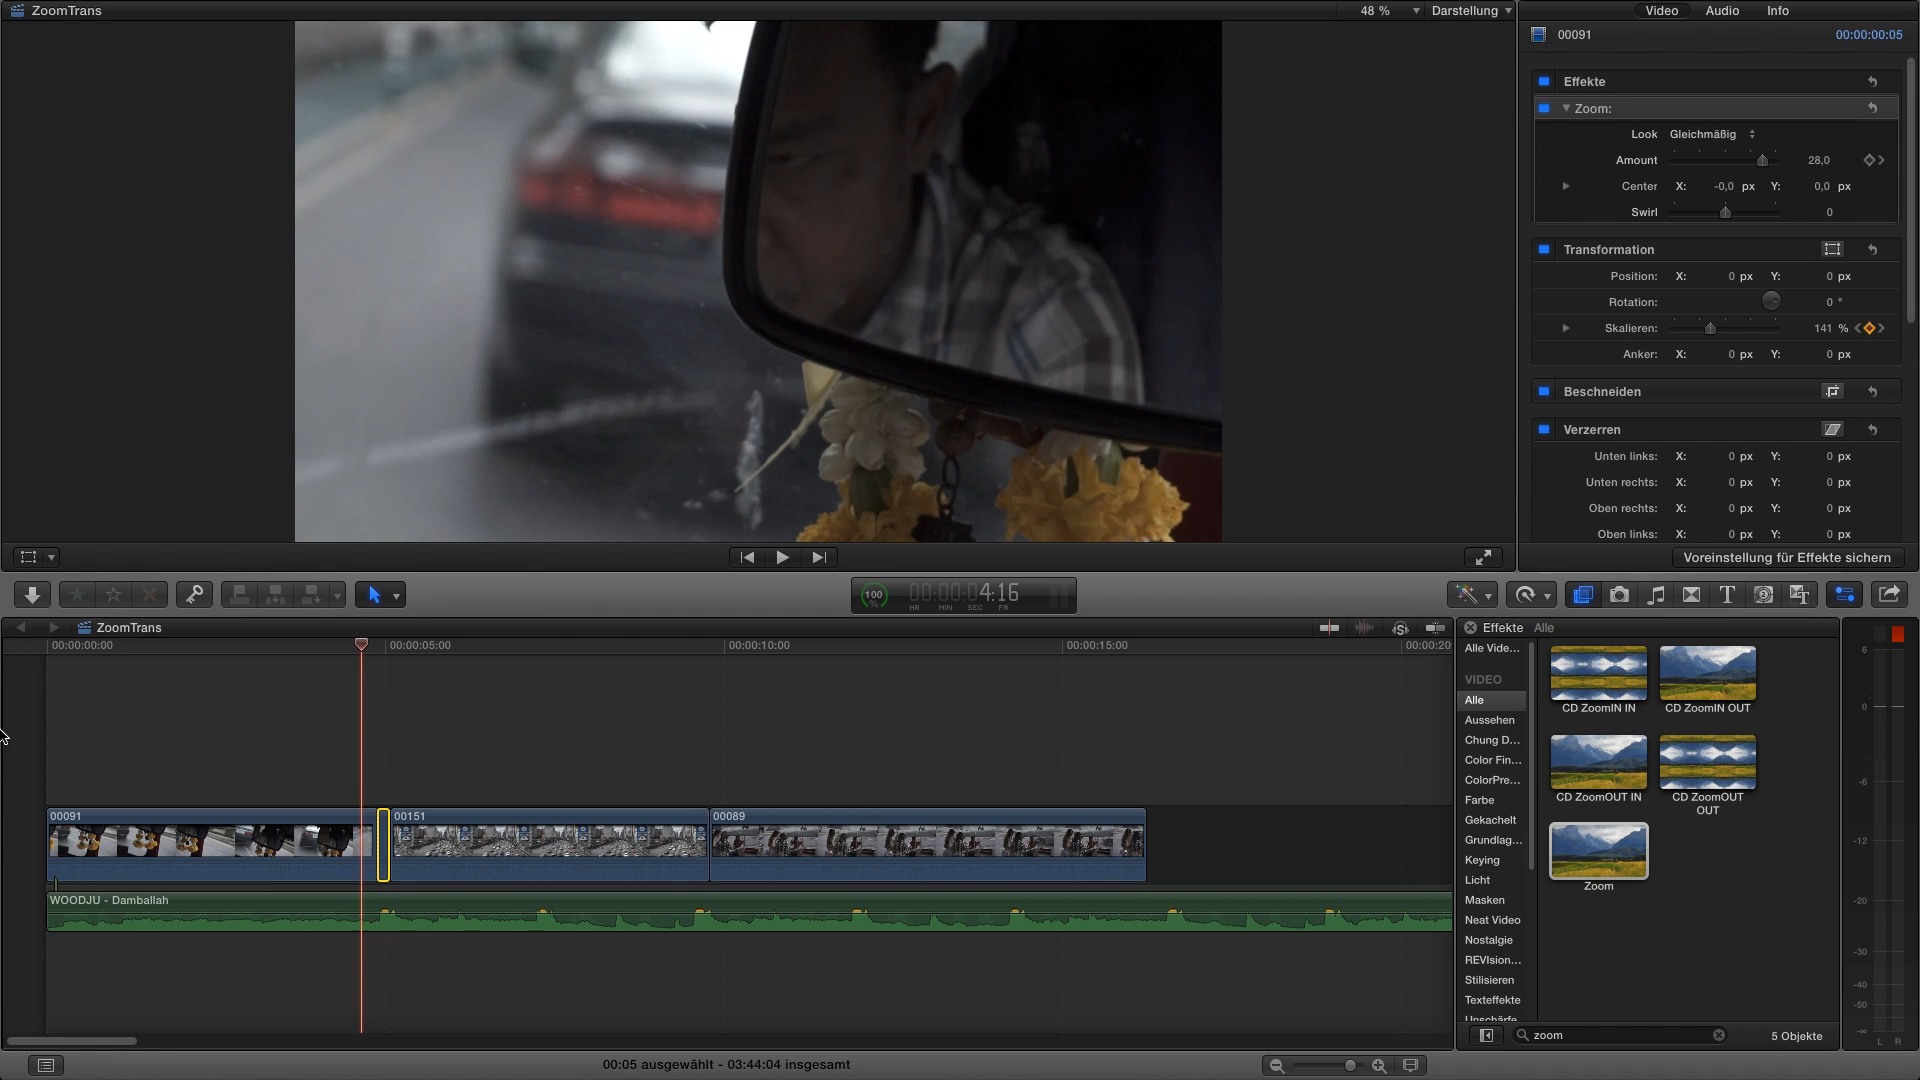 ZoomTrans
48 %
Darstellung
Video Audio Info
00091
00:00:00:05
Effekte
Zoom:
Look Gleichmäßig
Amount 28,0
Center X: -0,0 px Y: 0,0 px
Swirl 0
Transformation
Position: X: 0 px Y: 0 px
Rotation: 0 °
Skalieren: 141 %
Anker: X: 0 px Y: 0 px
Beschneiden
Verzerren
Unten links: X: 0 px Y: 0 px
Unten rechts: X: 0 px Y: 0 px
Oben rechts: X: 0 px Y: 0 px
Oben links: X: 0 px Y: 0 px
Voreinstellung für Effekte sichern
100 %
00:00:04:16
HR MIN SEC FR
ZoomTrans
00:00:00:00 00:00:05:00 00:00:10:00 00:00:15:00 00:00:20
00091 00151 00089
WOODJU - Damballah
00:05 ausgewählt - 03:44:04 insgesamt
Effekte Alle
Alle Vide...
VIDEO
Alle
Aussehen
Chung D...
Color Fin...
ColorPre...
Farbe
Gekachelt
Grundlag...
Keying
Licht
Masken
Neat Video
Nostalgie
REVIsion...
Stilisieren
Texteffekte
Unschärfe
CD ZoomIN IN
CD ZoomIN OUT
CD ZoomOUT IN
CD ZoomOUT
OUT
Zoom
zoom
5 Objekte
6
0
-6
-12
-20
-30
-40
-50
-∞
L R